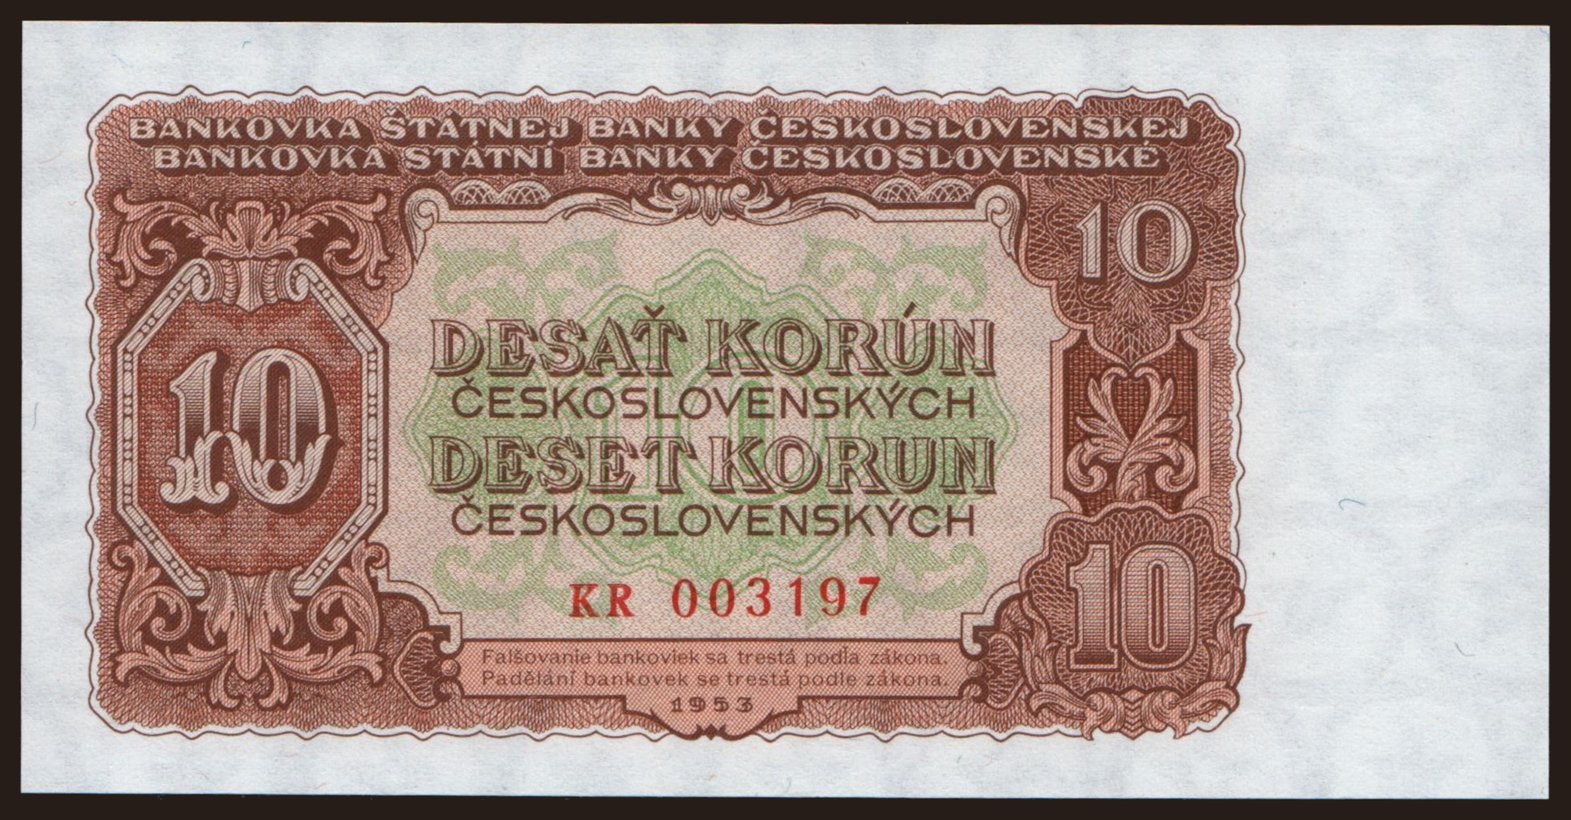 BANKOVKA ŠTÁTNEJ BANKY ČESKOSLOVENSKEJ
BANKOVKA STÁTNÍ BANKY ČESKOSLOVENSKÉ
10
10
DESAŤ KORÚN
ČESKOSLOVENSKÝCH
DESET KORUN
ČESKOSLOVENSKÝCH
10
10
KR 003197
Falšovanie bankoviek sa trestá podľa zákona.
Padělání bankovek se trestá podle zákona.
1953